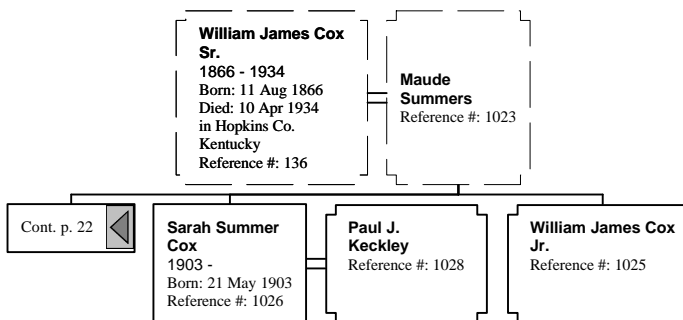 William James Cox
Sr.
1866 - 1934
Born: 11 Aug 1866
Died: 10 Apr 1934
in Hopkins Co.
Kentucky
Reference #: 136
Maude
Summers
Reference #: 1023
Cont. p. 22
Sarah Summer
Cox
1903 -
Born: 21 May 1903
Reference #: 1026
Paul J.
Keckley
Reference #: 1028
William James Cox
Jr.
Reference #: 1025